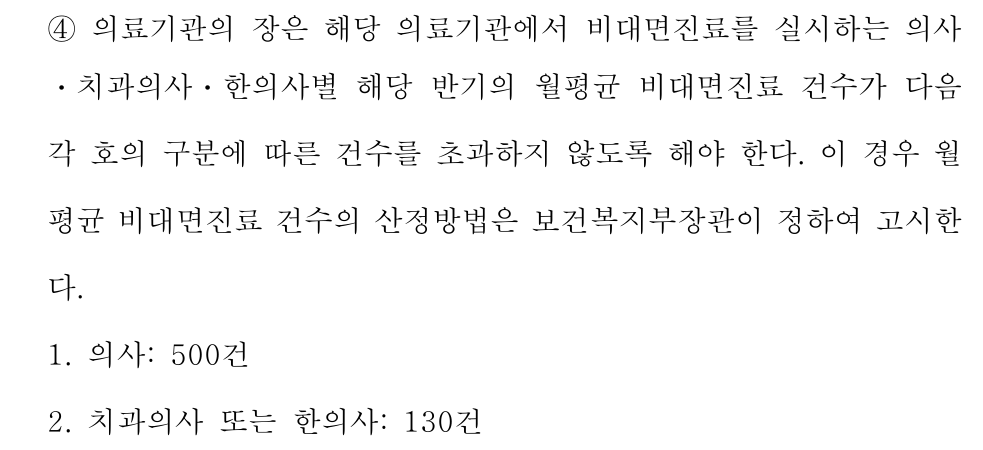 ④ 의료기관의 장은 해당 의료기관에서 비대면진료를 실시하는 의사
・치과의사・한의사별 해당 반기의 월평균 비대면진료 건수가 다음
각 호의 구분에 따른 건수를 초과하지 않도록 해야 한다. 이 경우 월
평균 비대면진료 건수의 산정방법은 보건복지부장관이 정하여 고시한
다.
1. 의사: 500건
2. 치과의사 또는 한의사: 130건